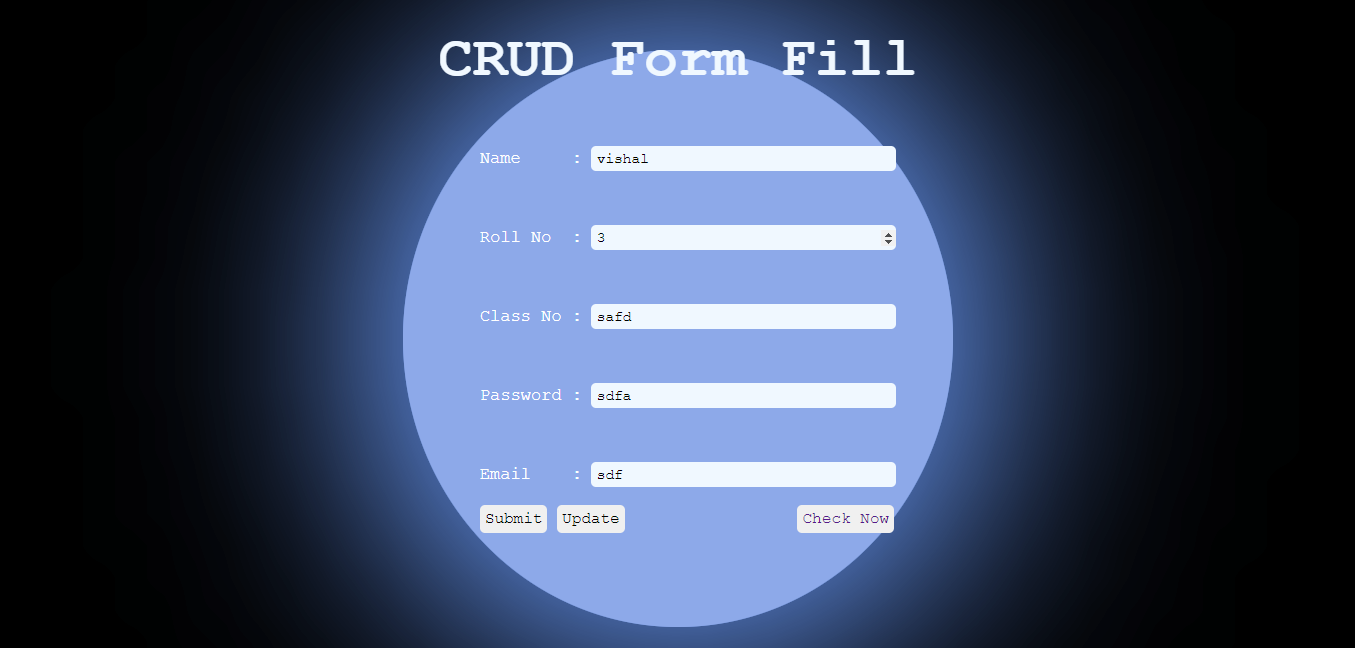 CRUD Form Fill
Name : vishal
Roll No : 3
Class No : safd
Password : sdfa
Email : sdf
Submit Update Check Now